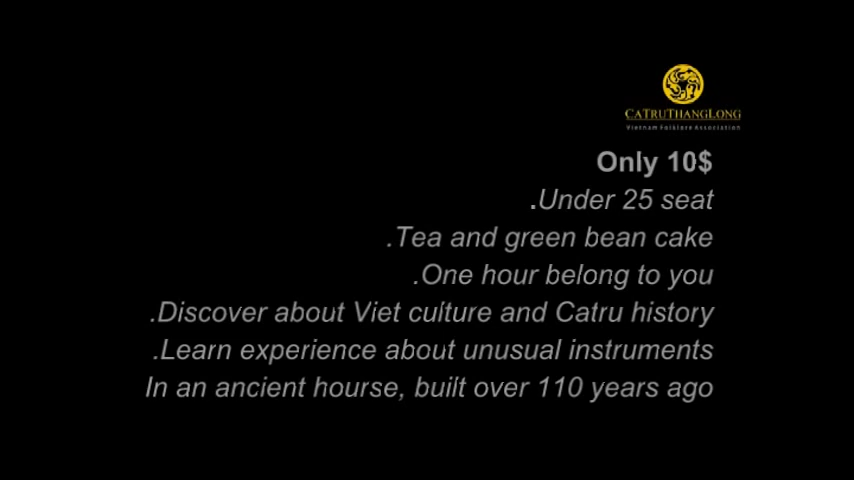 CATRUTHANGLONG
Vietnam Folklore Association
Only 10$
.Under 25 seat
.Tea and green bean cake
.One hour belong to you
.Discover about Viet culture and Catru history
.Learn experience about unusual instruments
In an ancient hourse, built over 110 years ago